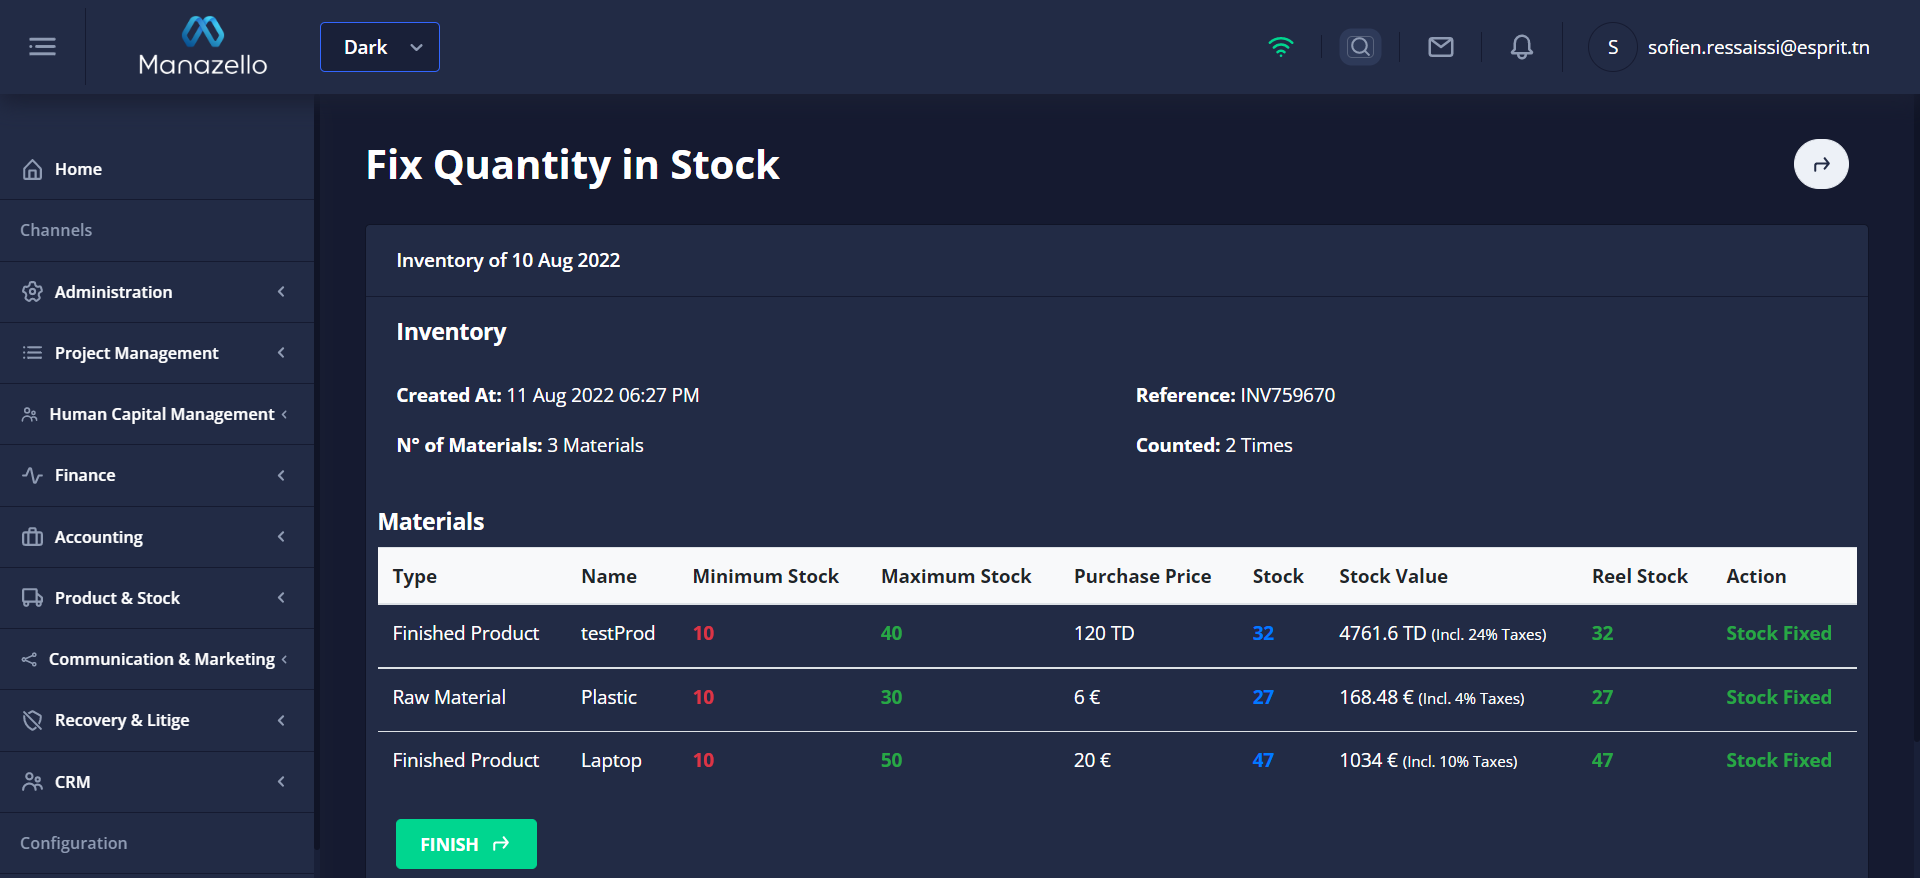 Manazello
Dark
S
sofien.ressaissi@esprit.tn
Home
Channels
Administration
Project Management
Human Capital Management
Finance
Accounting
Product & Stock
Communication & Marketing
Recovery & Litige
CRM
Configuration
Fix Quantity in Stock
Inventory of 10 Aug 2022
Inventory
Created At: 11 Aug 2022 06:27 PM
Reference: INV759670
N° of Materials: 3 Materials
Counted: 2 Times
Materials
Type Name Minimum Stock Maximum Stock Purchase Price Stock Stock Value Reel Stock Action
Finished Product testProd 10 40 120 TD 32 4761.6 TD (Incl. 24% Taxes) 32 Stock Fixed
Raw Material Plastic 10 30 6 € 27 168.48 € (Incl. 4% Taxes) 27 Stock Fixed
Finished Product Laptop 10 50 20 € 47 1034 € (Incl. 10% Taxes) 47 Stock Fixed
FINISH